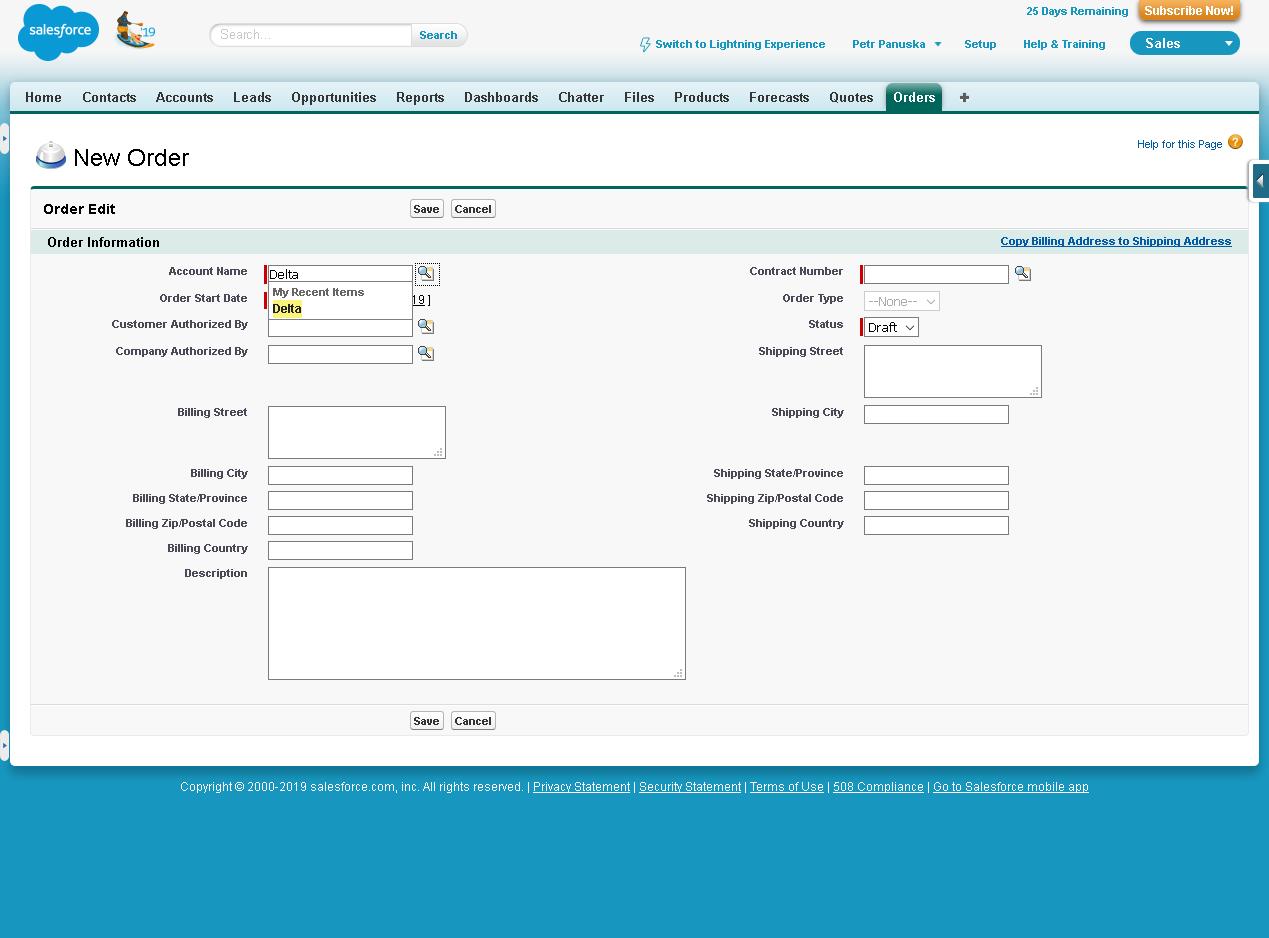 25 Days Remaining Subscribe Now!
salesforce '19 Search... Search Switch to Lightning Experience Petr Panuska Setup Help & Training Sales
Home Contacts Accounts Leads Opportunities Reports Dashboards Chatter Files Products Forecasts Quotes Orders +
New Order Help for this Page ?
Order Edit Save Cancel
Order Information Copy Billing Address to Shipping Address
Account Name Delta Contract Number
My Recent Items
Order Start Date 19 ] Order Type --None--
Delta
Customer Authorized By Status Draft
Company Authorized By Shipping Street
Billing Street Shipping City
Billing City Shipping State/Province
Billing State/Province Shipping Zip/Postal Code
Billing Zip/Postal Code Shipping Country
Billing Country
Description
Save Cancel
Copyright © 2000-2019 salesforce.com, inc. All rights reserved. | Privacy Statement | Security Statement | Terms of Use | 508 Compliance | Go to Salesforce mobile app